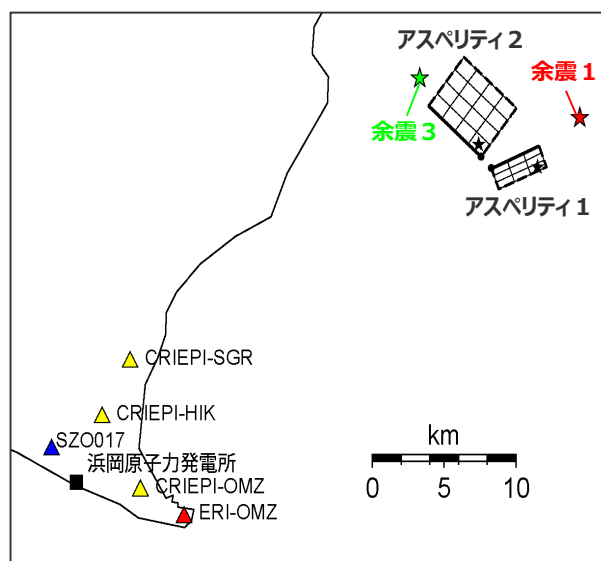 アスペリティ２
余震１
余震３
アスペリティ１
CRIEPI-SGR
CRIEPI-HIK
SZO017
浜岡原子力発電所
CRIEPI-OMZ
ERI-OMZ
km
0 5 10